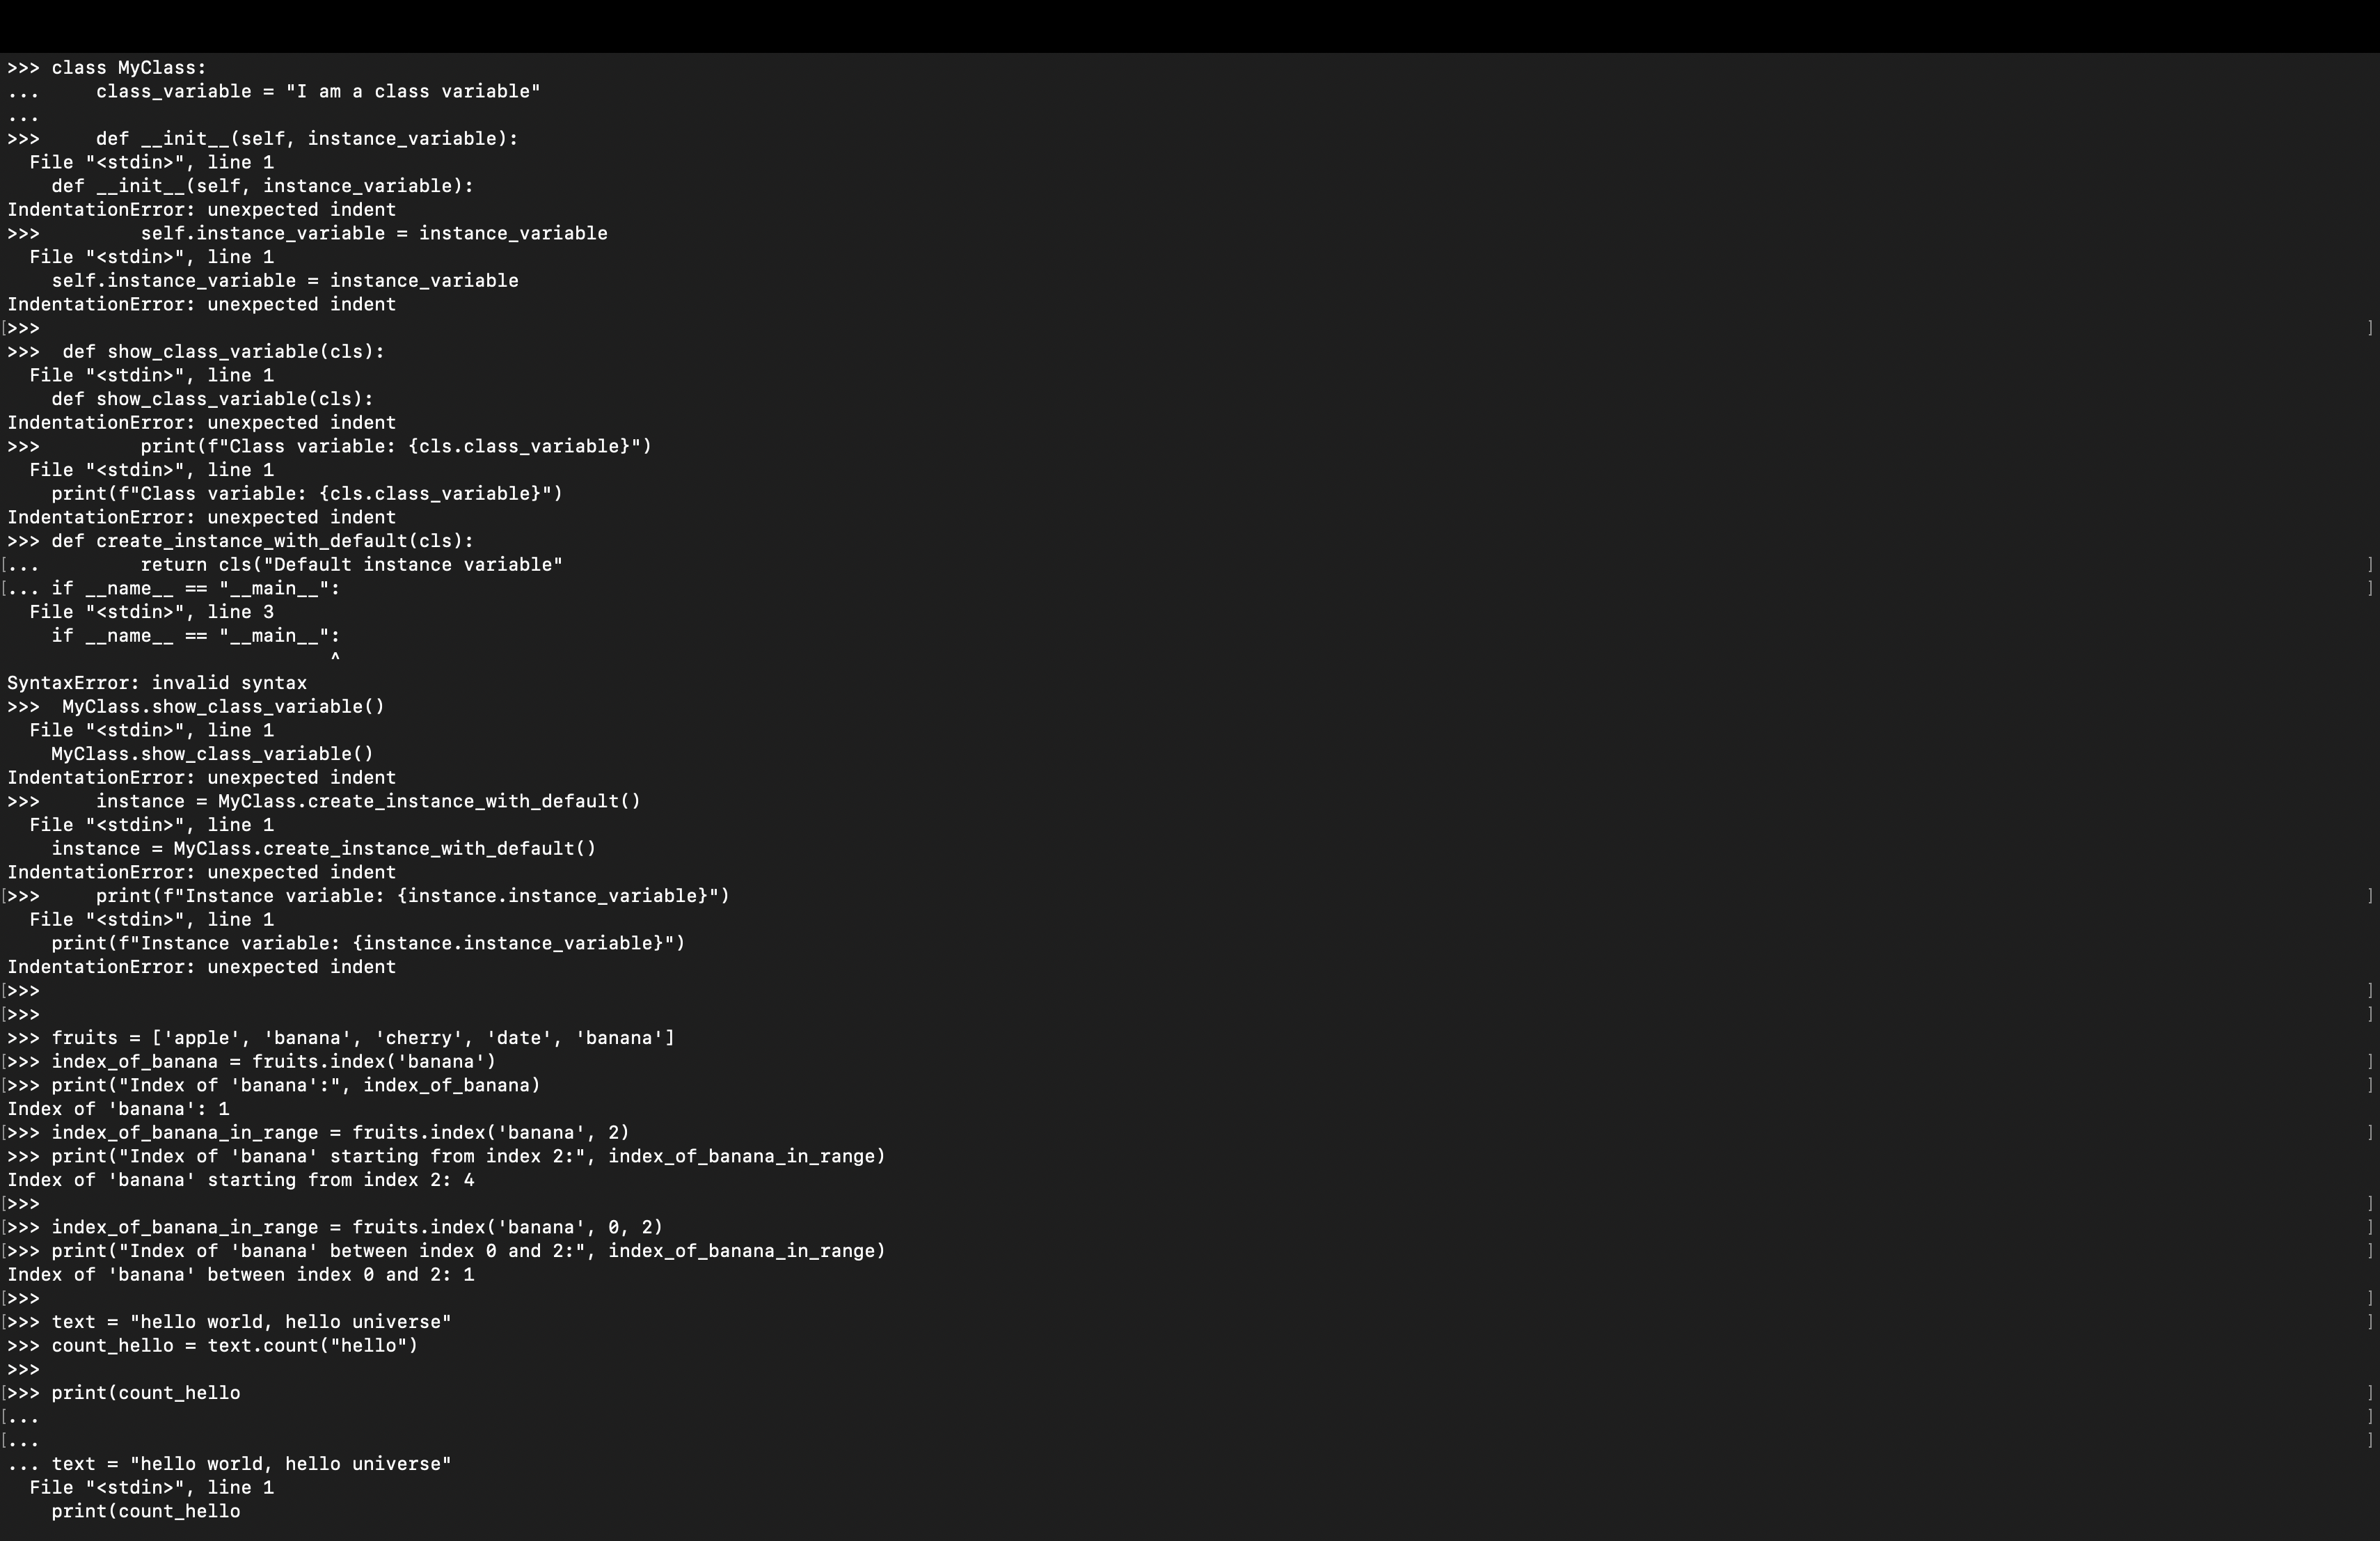 >>> class MyClass:
...     class_variable = "I am a class variable"
...
>>>     def __init__(self, instance_variable):
  File "<stdin>", line 1
    def __init__(self, instance_variable):
IndentationError: unexpected indent
>>>         self.instance_variable = instance_variable
  File "<stdin>", line 1
    self.instance_variable = instance_variable
IndentationError: unexpected indent
[>>>                                                                 ]
>>>  def show_class_variable(cls):
  File "<stdin>", line 1
    def show_class_variable(cls):
IndentationError: unexpected indent
>>>         print(f"Class variable: {cls.class_variable}")
  File "<stdin>", line 1
    print(f"Class variable: {cls.class_variable}")
IndentationError: unexpected indent
>>> def create_instance_with_default(cls):
[...         return cls("Default instance variable"                  ]
[... if __name__ == "__main__":                                      ]
  File "<stdin>", line 3
    if __name__ == "__main__":
                             ^
SyntaxError: invalid syntax
>>>  MyClass.show_class_variable()
  File "<stdin>", line 1
    MyClass.show_class_variable()
IndentationError: unexpected indent
>>>     instance = MyClass.create_instance_with_default()
  File "<stdin>", line 1
    instance = MyClass.create_instance_with_default()
IndentationError: unexpected indent
[>>>     print(f"Instance variable: {instance.instance_variable}")   ]
  File "<stdin>", line 1
    print(f"Instance variable: {instance.instance_variable}")
IndentationError: unexpected indent
[>>>                                                                 ]
[>>>                                                                 ]
>>> fruits = ['apple', 'banana', 'cherry', 'date', 'banana']
[>>> index_of_banana = fruits.index('banana')                        ]
[>>> print("Index of 'banana':", index_of_banana)                    ]
Index of 'banana': 1
[>>> index_of_banana_in_range = fruits.index('banana', 2)            ]
>>> print("Index of 'banana' starting from index 2:", index_of_banana_in_range)
Index of 'banana' starting from index 2: 4
[>>>                                                                 ]
[>>> index_of_banana_in_range = fruits.index('banana', 0, 2)         ]
[>>> print("Index of 'banana' between index 0 and 2:", index_of_banana_in_range) ]
Index of 'banana' between index 0 and 2: 1
[>>>                                                                 ]
[>>> text = "hello world, hello universe"                            ]
>>> count_hello = text.count("hello")
>>>
[>>> print(count_hello                                               ]
[...                                                                 ]
[...                                                                 ]
... text = "hello world, hello universe"
  File "<stdin>", line 1
    print(count_hello